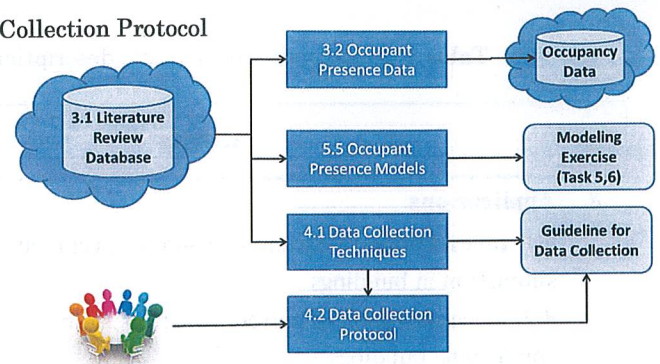 Collection Protocol
3.1 Literature
Review
Database
3.2 Occupant
Presence Data
Occupancy
Data
5.5 Occupant
Presence Models
Modeling
Exercise
(Task 5,6)
4.1 Data Collection
Techniques
Guideline for
Data Collection
4.2 Data Collection
Protocol